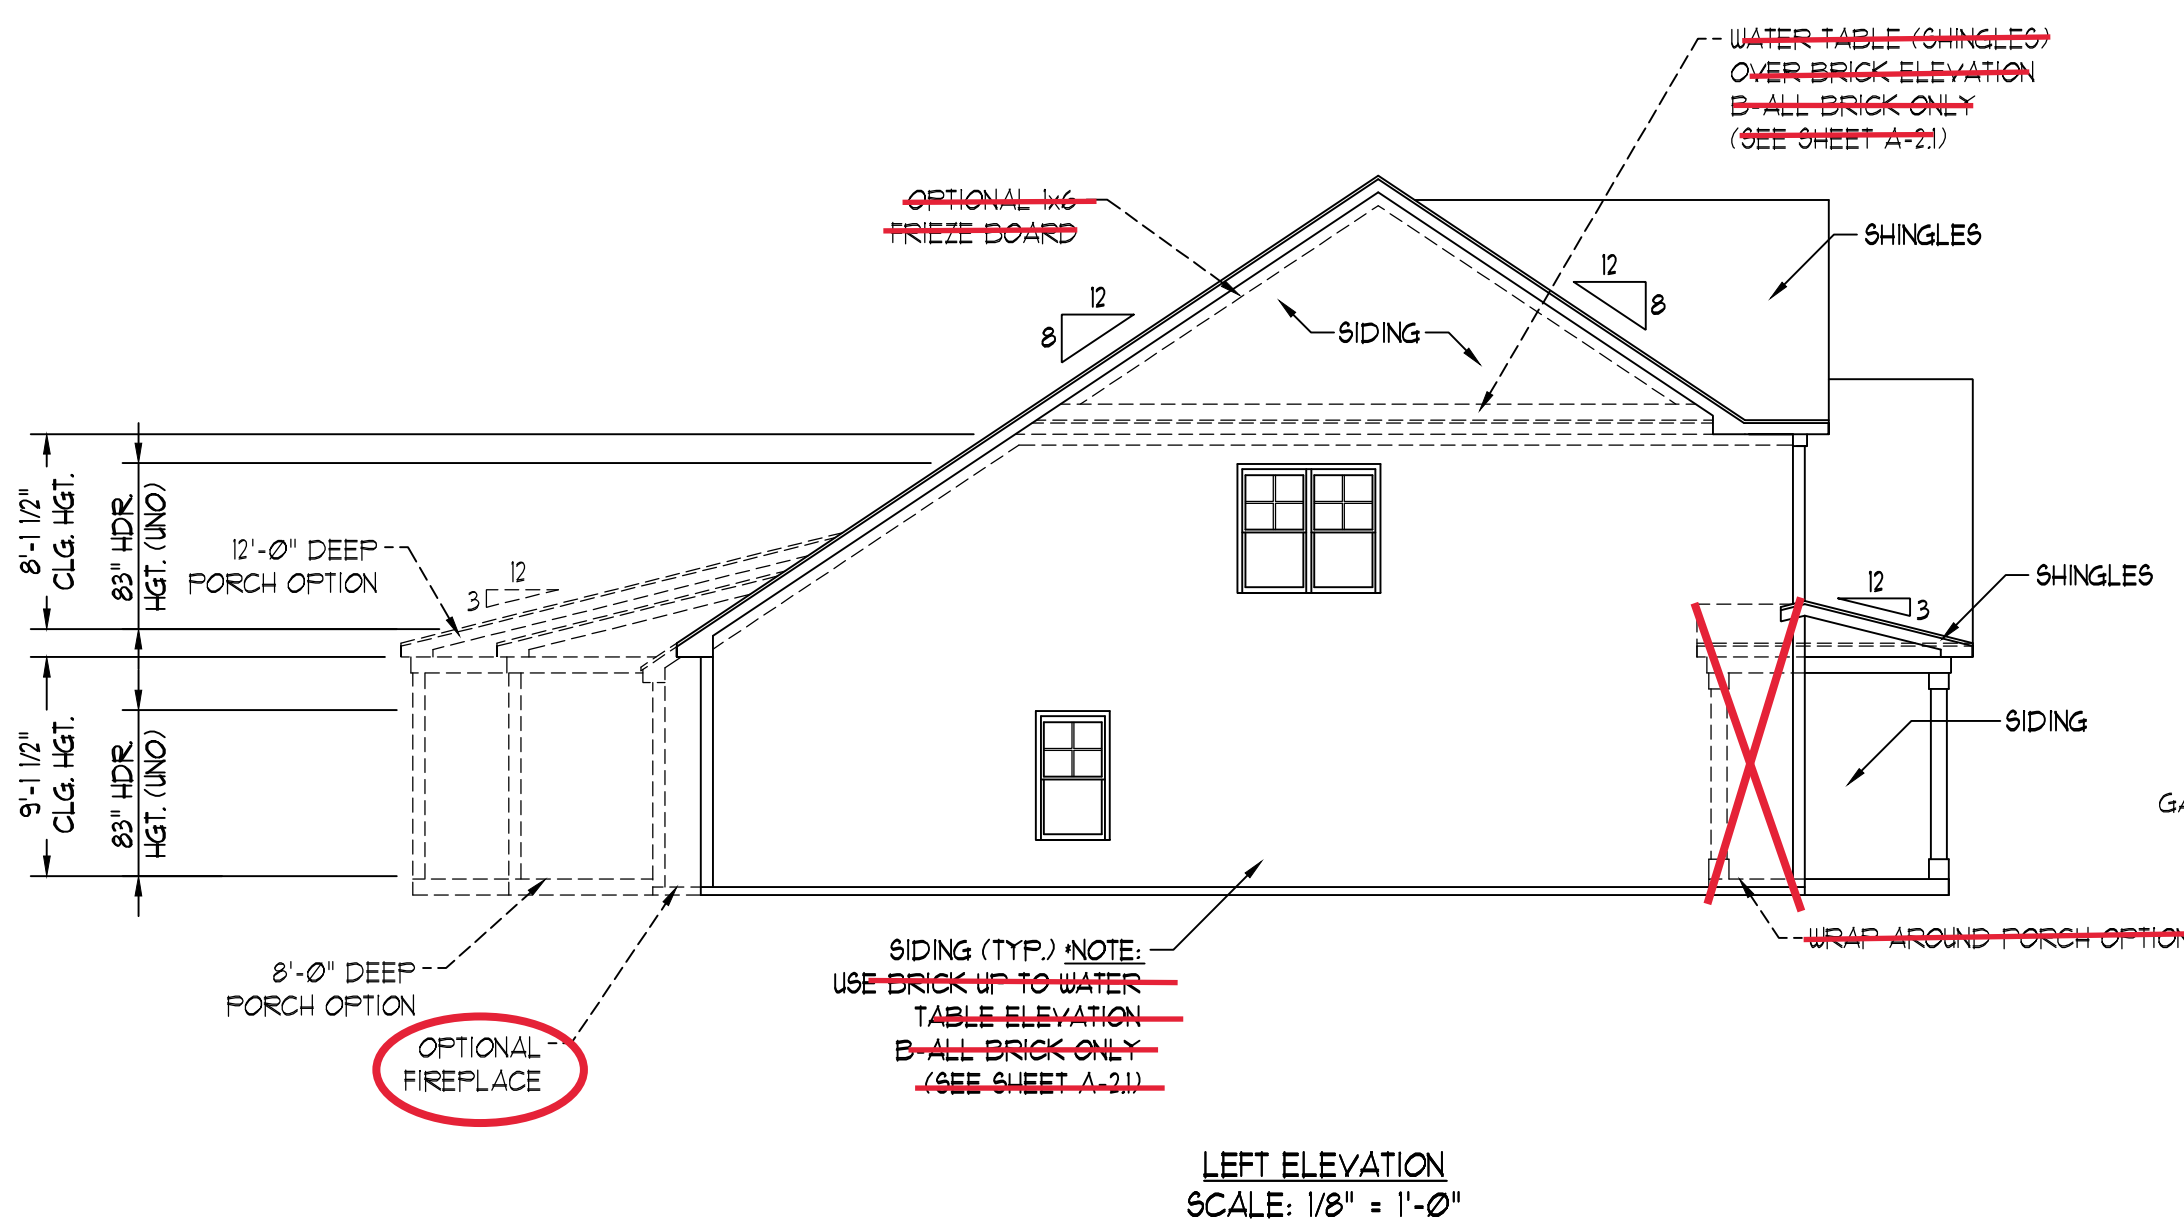 WATER TABLE (SHINGLES)
OVER BRICK ELEVATION
B-ALL BRICK ONLY
(SEE SHEET A-2.1)
OPTIONAL 1x6
FRIEZE BOARD
SHINGLES
12
8
12
8
SIDING
8'-1 1/2"
CLG. HGT.
83" HDR.
HGT. (UNO)
12'-Ø" DEEP
PORCH OPTION
12
3
SHINGLES
12
3
9'-1 1/2"
CLG. HGT.
83" HDR.
HGT. (UNO)
SIDING
GA
WRAP AROUND PORCH OPTION
SIDING (TYP.) *NOTE:
USE BRICK UP TO WATER
TABLE ELEVATION
B-ALL BRICK ONLY
(SEE SHEET A-2.1)
8'-Ø" DEEP
PORCH OPTION
OPTIONAL
FIREPLACE
LEFT ELEVATION
SCALE: 1/8" = 1'-Ø"